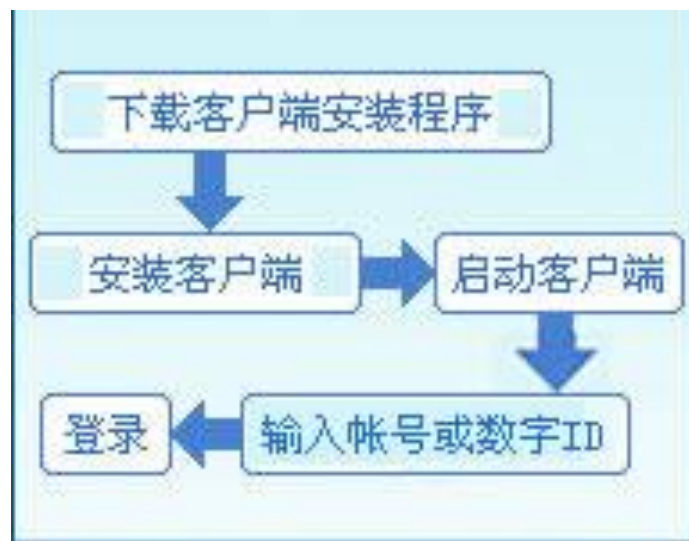 下载客户端安装程序
安装客户端
启动客户端
输入帐号或数字ID
登录